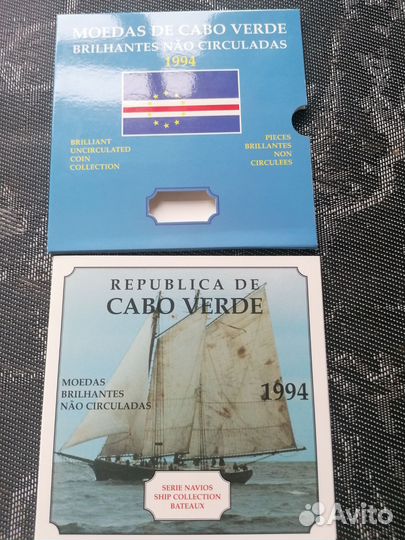 MOEDAS DE CABO VERDE
BRILHANTES NÃO CIRCULADAS
1994
BRILLIANT
UNCIRCULATED
COIN
COLLECTION
PIECES
BRILLANTES
NON
CIRCULEES
REPUBLICA DE
CABO VERDE
MOEDAS
BRILHANTES
NÃO CIRCULADAS
1994
SERIE NAVIOS
SHIP COLLECTION
BATEAUX
Avito